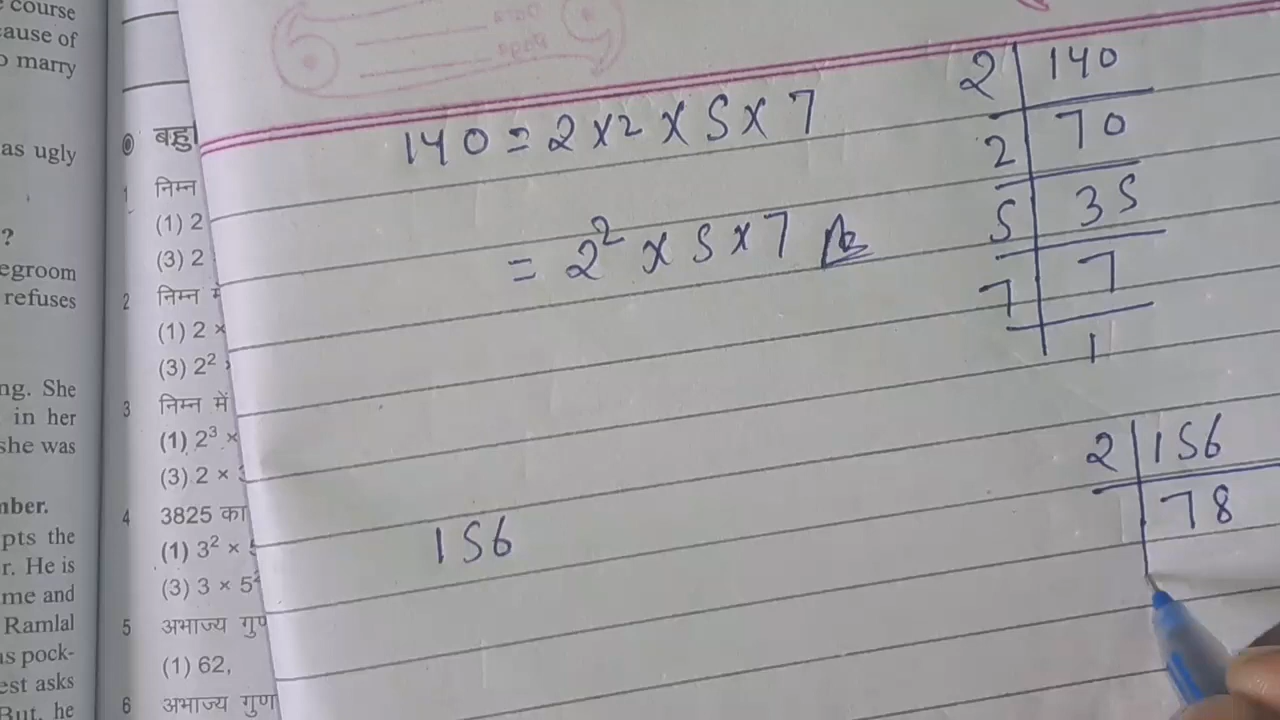 course
cause of
marry
as ugly
?
egroom
refuses
ng. She
in her
she was
mber.
pts the
r. He is
me and
Ramlal
as pock-
est asks
But, he
बहु
1 निम्न
(1) 2
(3) 2
2 निम्न
(1) 2 ×
(3) 2²
3 निम्न में
(1) 2³ ×
(3) 2 ×
4 3825 का
(1) 3² ×
(3) 3 × 5²
5 अभाज्य गुण
(1) 62,
6 अभाज्य गुण
140 = 2 × 2 × 5 × 7
= 2² × 5 × 7
2 | 140
2 | 70
5 | 35
7 | 7
1
156
2 | 156
78